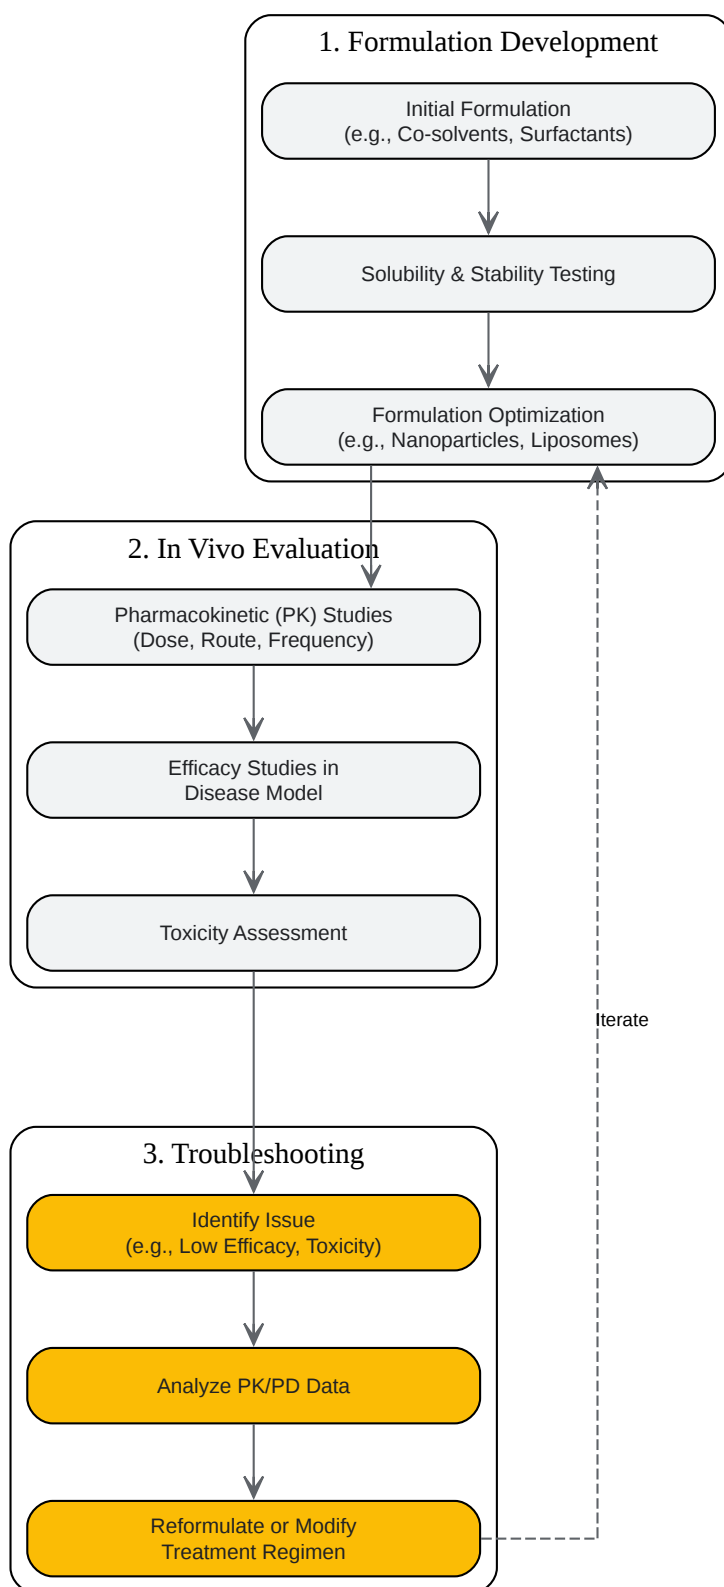 1. Formulation Development
Initial Formulation
(e.g., Co-solvents, Surfactants)
Solubility & Stability Testing
Formulation Optimization
(e.g., Nanoparticles, Liposomes)
2. In Vivo Evaluation
Pharmacokinetic (PK) Studies
(Dose, Route, Frequency)
Efficacy Studies in
Disease Model
Toxicity Assessment
Iterate
3. Troubleshooting
Identify Issue
(e.g., Low Efficacy, Toxicity)
Analyze PK/PD Data
Reformulate or Modify
Treatment Regimen